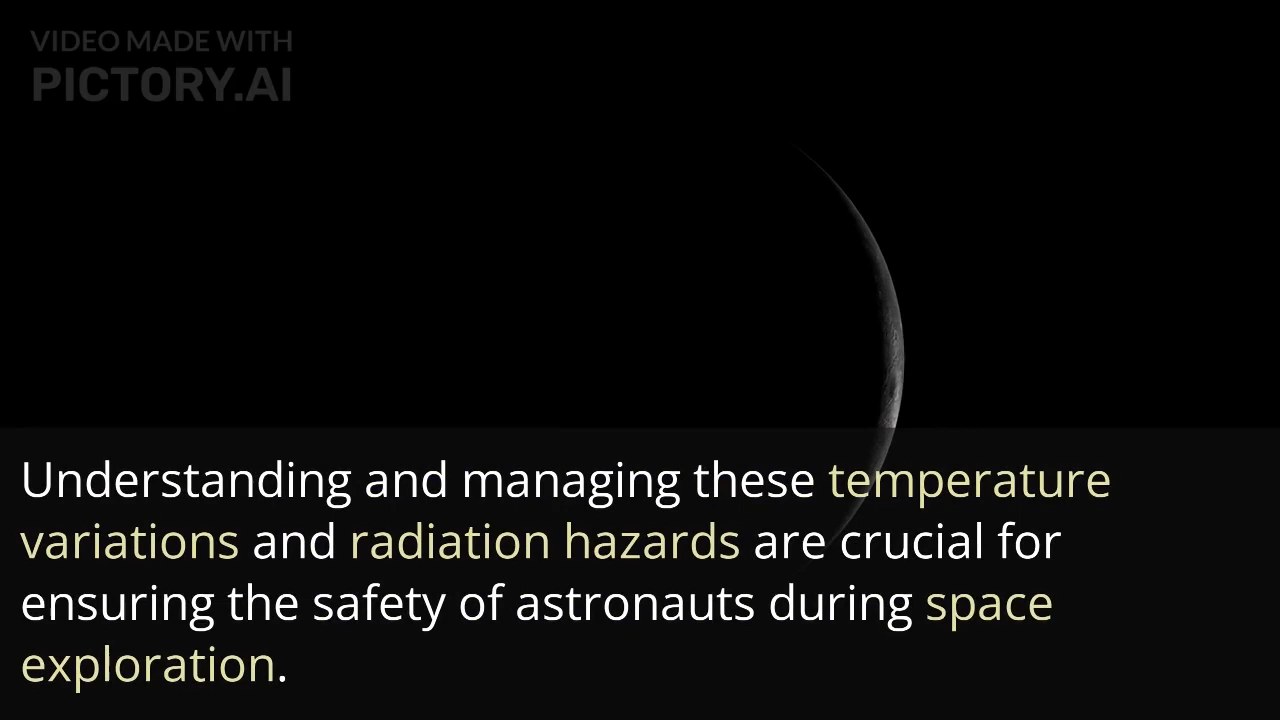 VIDEO MADE WITH
PICTORY.AI
Understanding and managing these temperature
variations and radiation hazards are crucial for
ensuring the safety of astronauts during space
exploration.